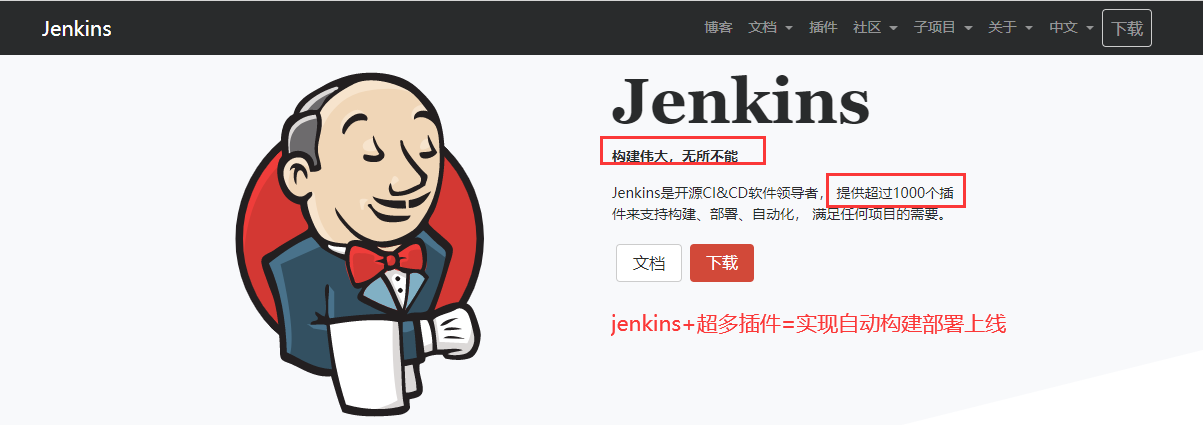 Jenkins
博客 文档 插件 社区 子项目 关于 中文 下载
Jenkins
构建伟大，无所不能
Jenkins是开源CI&CD软件领导者， 提供超过1000个插
件来支持构建、部署、自动化， 满足任何项目的需要。
文档 下载
jenkins+超多插件=实现自动构建部署上线